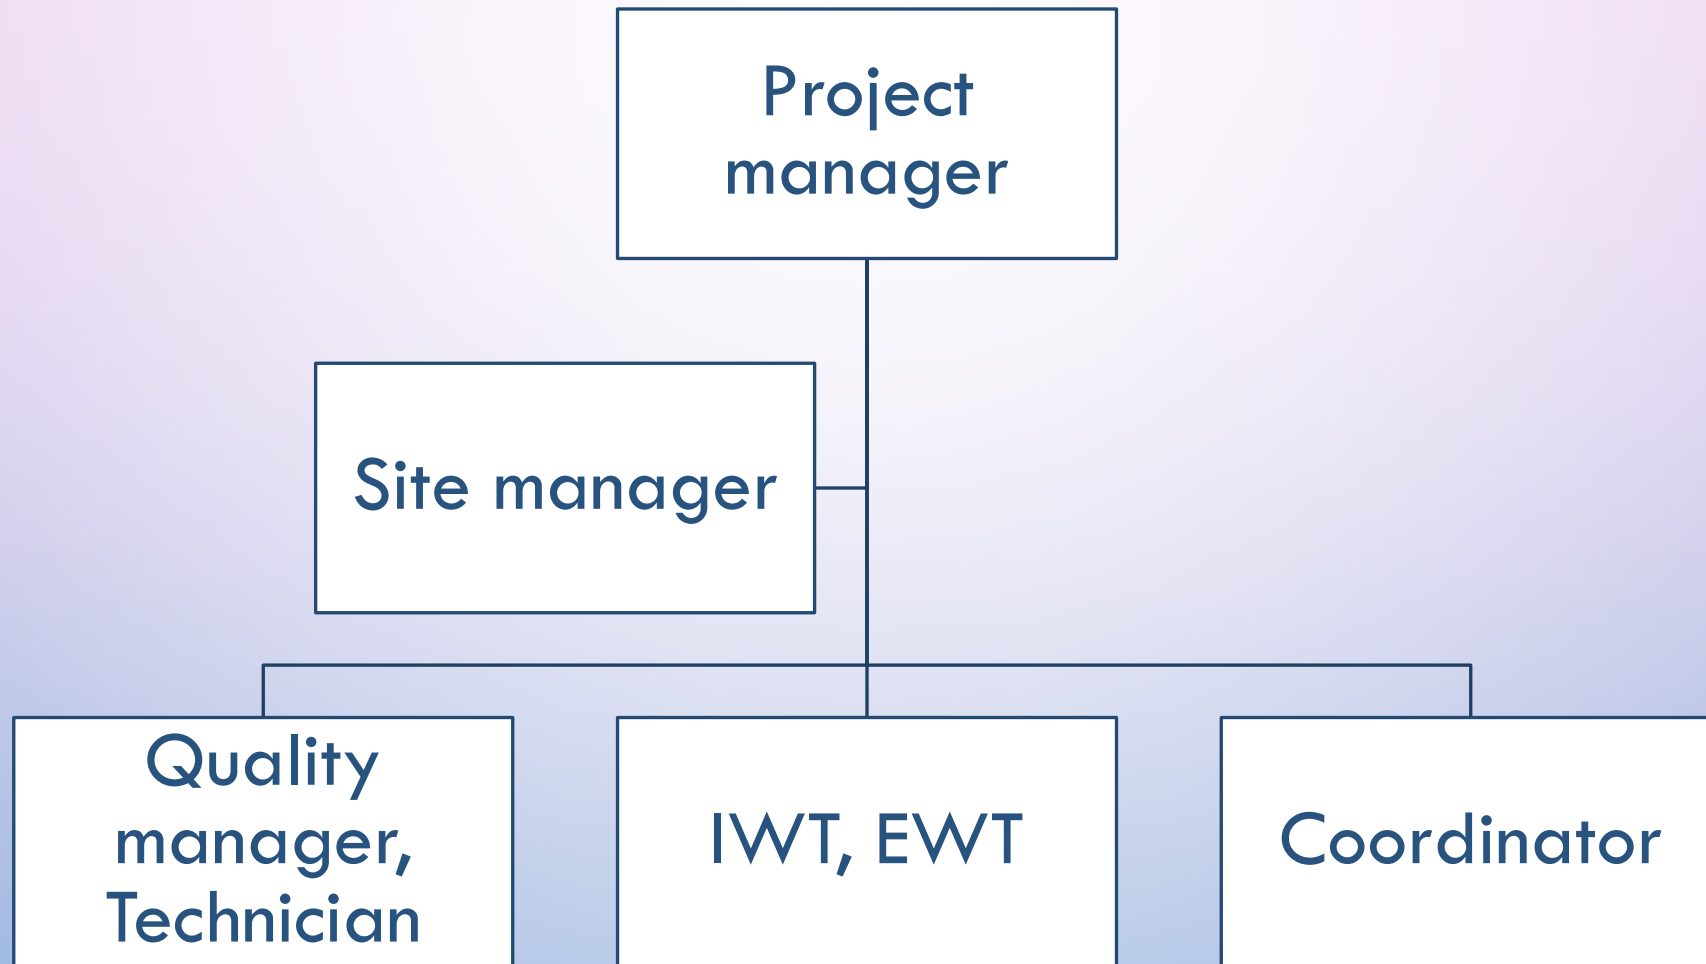 Project
manager
Site manager
Quality
manager,
Technician
IWT, EWT
Coordinator